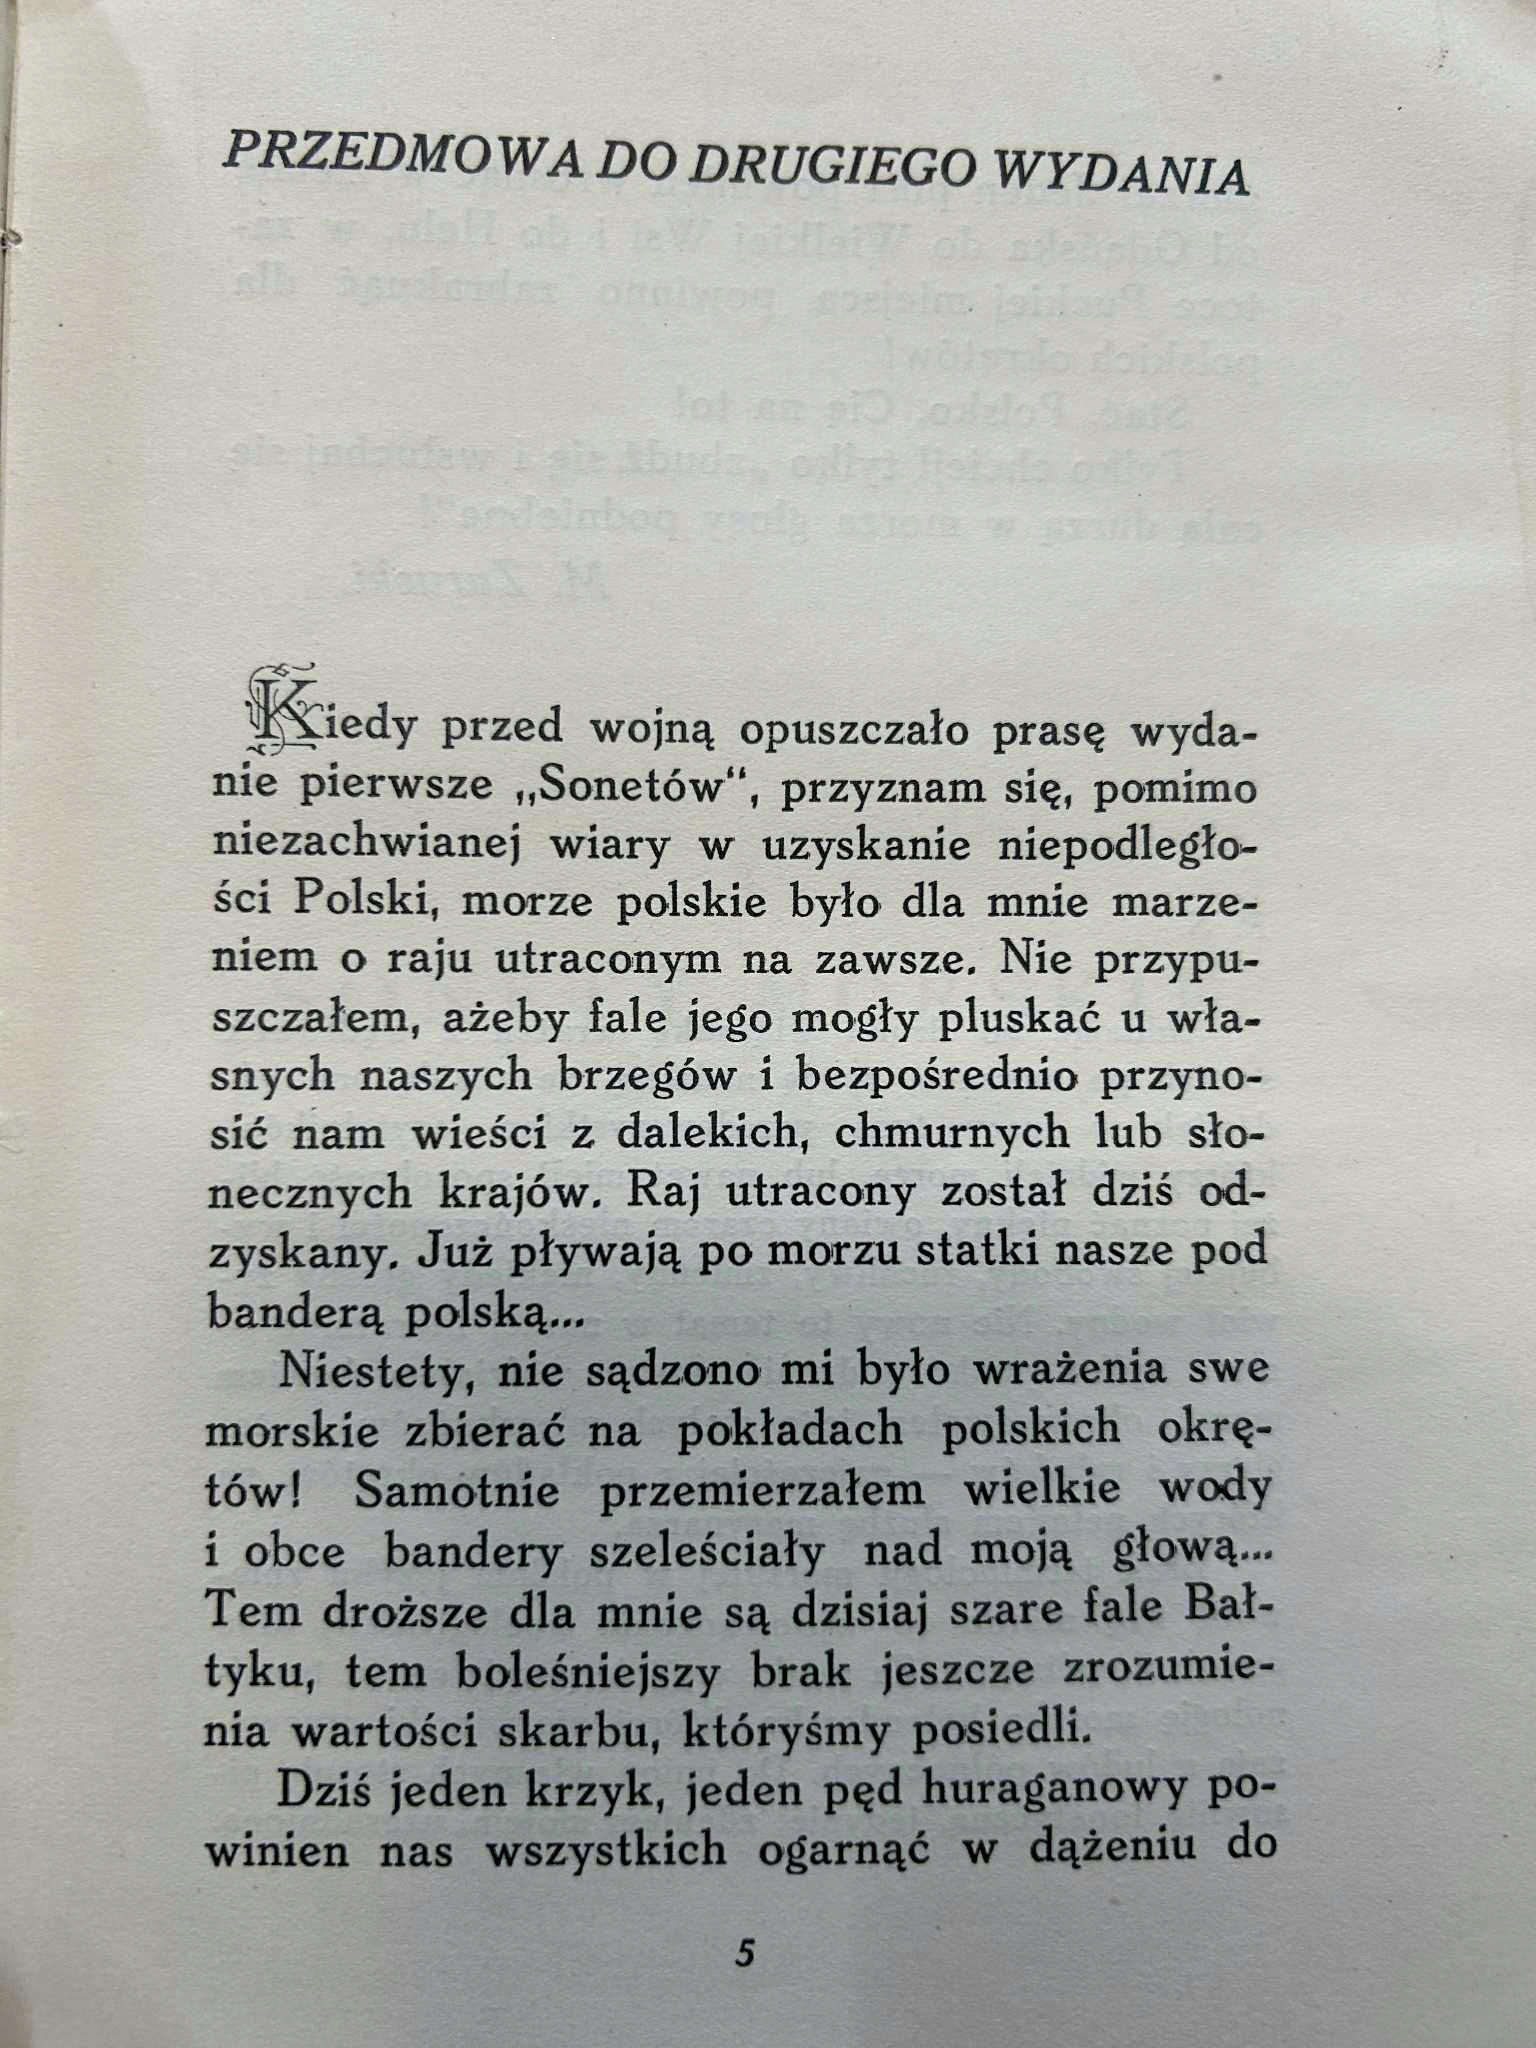 PRZEDMOWA DO DRUGIEGO WYDANIA
Kiedy przed wojną opuszczało prasę wyda-
nie pierwsze „Sonetów“, przyznam się, pomimo
niezachwianej wiary w uzyskanie niepodległo-
ści Polski, morze polskie było dla mnie marze-
niem o raju utraconym na zawsze. Nie przypu-
szczałem, ażeby fale jego mogły pluskać u wła-
snych naszych brzegów i bezpośrednio przyno-
sić nam wieści z dalekich, chmurnych lub sło-
necznych krajów. Raj utracony został dziś od-
zyskany. Już pływają po morzu statki nasze pod
banderą polską...
Niestety, nie sądzono mi było wrażenia swe
morskie zbierać na pokładach polskich okrę-
tów! Samotnie przemierzałem wielkie wody
i obce bandery szeleściały nad moją głową...
Tem droższe dla mnie są dzisiaj szare fale Bał-
tyku, tem boleśniejszy brak jeszcze zrozumie-
nia wartości skarbu, któryśmy posiedli.
Dziś jeden krzyk, jeden pęd huraganowy po-
winien nas wszystkich ogarnąć w dążeniu do
5